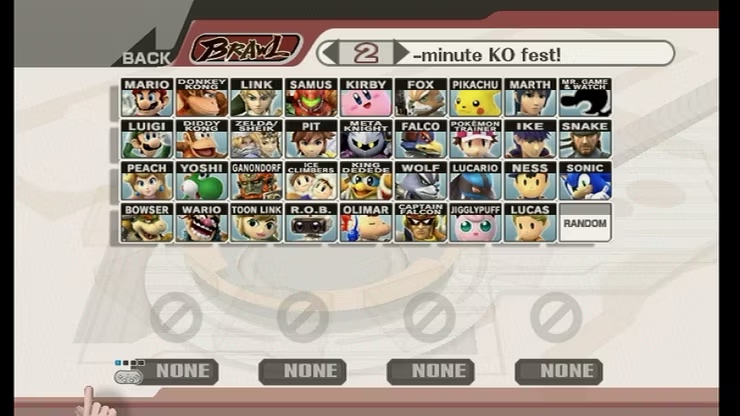 BACK BRAWL 2 -minute KO fest!
MARIO DONKEY KONG LINK SAMUS KIRBY FOX PIKACHU MARTH MR. GAME & WATCH
LUIGI DIDDY KONG ZELDA/ SHEIK PIT META KNIGHT FALCO POKÉMON TRAINER IKE SNAKE
PEACH YOSHI GANONDORF ICE CLIMBERS KING DEDEDE WOLF LUCARIO NESS SONIC
BOWSER WARIO TOON LINK R.O.B. OLIMAR CAPTAIN FALCON JIGGLYPUFF LUCAS RANDOM
NONE NONE NONE NONE